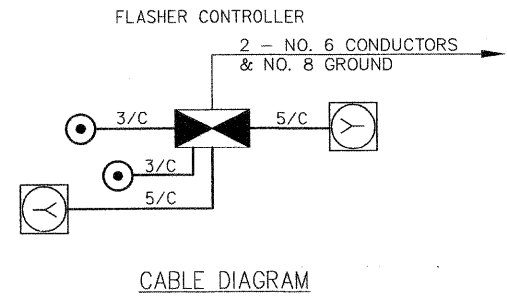 FLASHER CONTROLLER
2 - NO. 6 CONDUCTORS
& NO. 8 GROUND
3/C
5/C
3/C
5/C
CABLE DIAGRAM